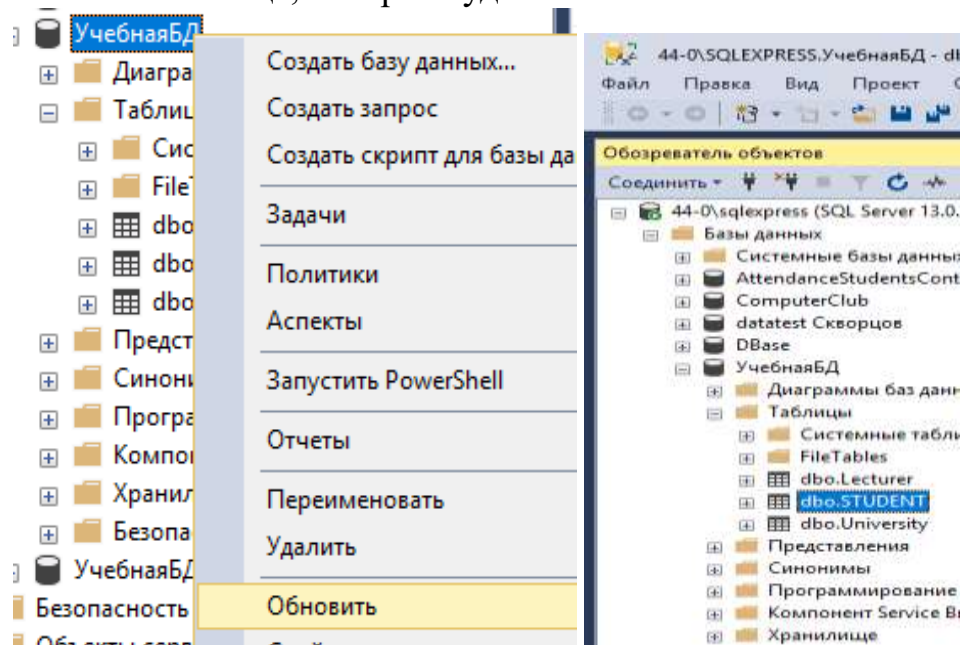 УчебнаяБД
Диагра
Таблиц
Сис
File
dbo
dbo
dbo
Предст
Синони
Програ
Компо
Хранил
Безопа
УчебнаяБД
Безопасность
Создать базу данных...
Создать запрос
Создать скрипт для базы да
Задачи
Политики
Аспекты
Запустить PowerShell
Отчеты
Переименовать
Удалить
Обновить
44-0\SQLEXPRESS.УчебнаяБД - db
Файл Правка Вид Проект
Обозреватель объектов
Соединить
44-0\sqlexpress (SQL Server 13.0.
Базы данных
Системные базы данных
AttendanceStudentsCont
ComputerClub
datatest Скворцов
DBase
УчебнаяБД
Диаграммы баз данн
Таблицы
Системные табли
FileTables
dbo.Lecturer
dbo.STUDENT
dbo.University
Представления
Синонимы
Программирование
Компонент Service B
Хранилище